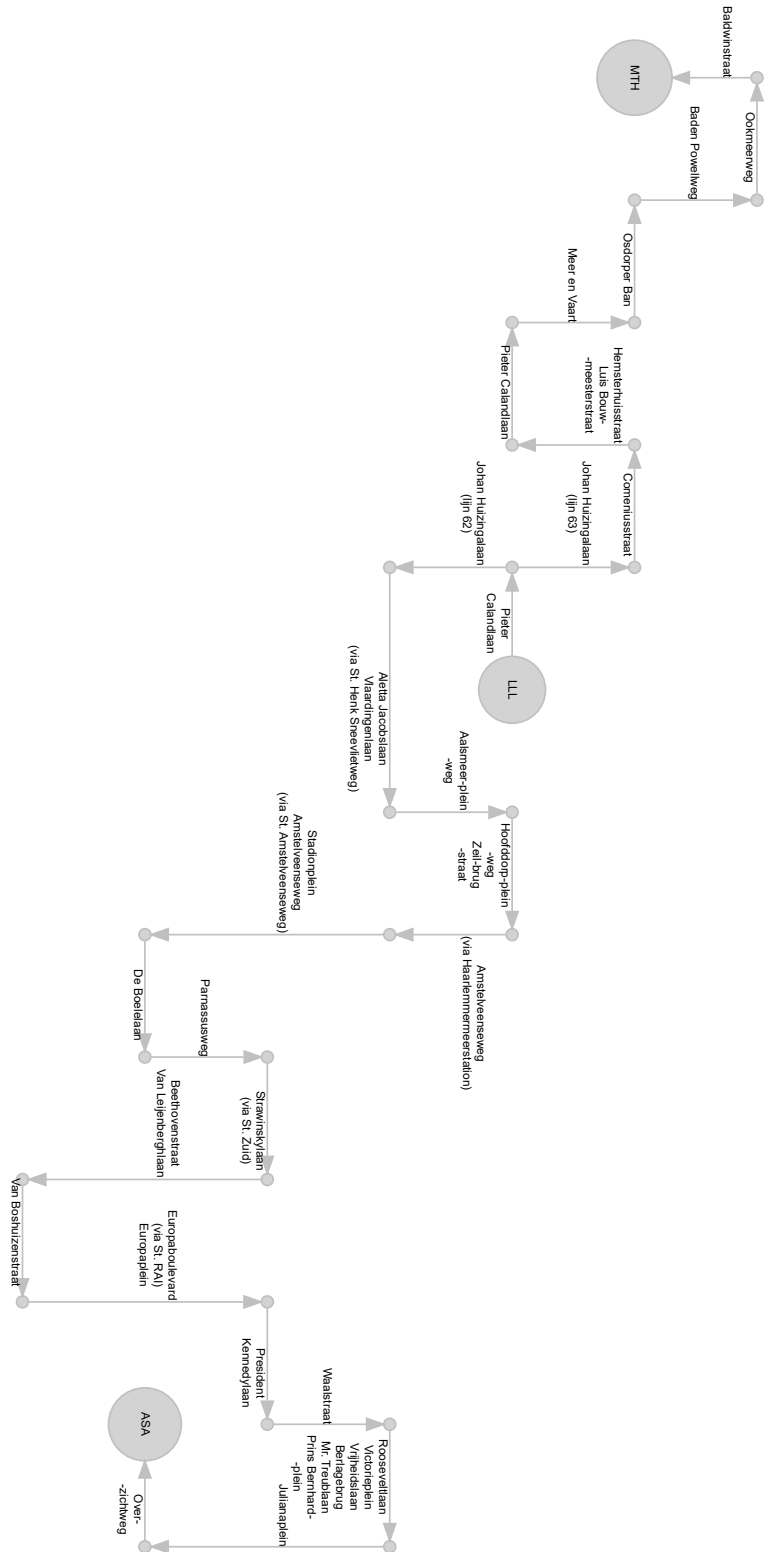 Baldwinstraat
MTH
Ookmeerweg
Baden Powellweg
Osdorper Ban
Meer en Vaart
Pieter Calandlaan
Hemsterhuisstraat
Luis Bouw-
-meesterstraat
Comeniusstraat
Johan Huizingalaan
(lijn 63)
Johan Huizingalaan
(lijn 62)
Pieter
Calandlaan
LLL
Aletta Jacobslaan
Vlaardingenlaan
(via St. Henk Sneevlietweg)
Aalsmeer-plein
-weg
Hoofddorp-plein
-weg
Zeil-brug
-straat
Amstelveenseweg
(via Haarlemmermeerstation)
Stadionplein
Amstelveenseweg
(via St. Amstelveenseweg)
De Boelelaan
Parnassusweg
Strawinskylaan
(via St. Zuid)
Beethovenstraat
Van Leijenberghlaan
Van Boshuizenstraat
Europaboulevard
(via St. RAI)
Europaplein
President
Kennedylaan
Waalstraat
Rooseveltlaan
Victorieplein
Vrijheidslaan
Berlagebrug
Mr. Treublaan
Prins Bernhard-
-plein
Julianaplein
Over-
-zichtweg
ASA